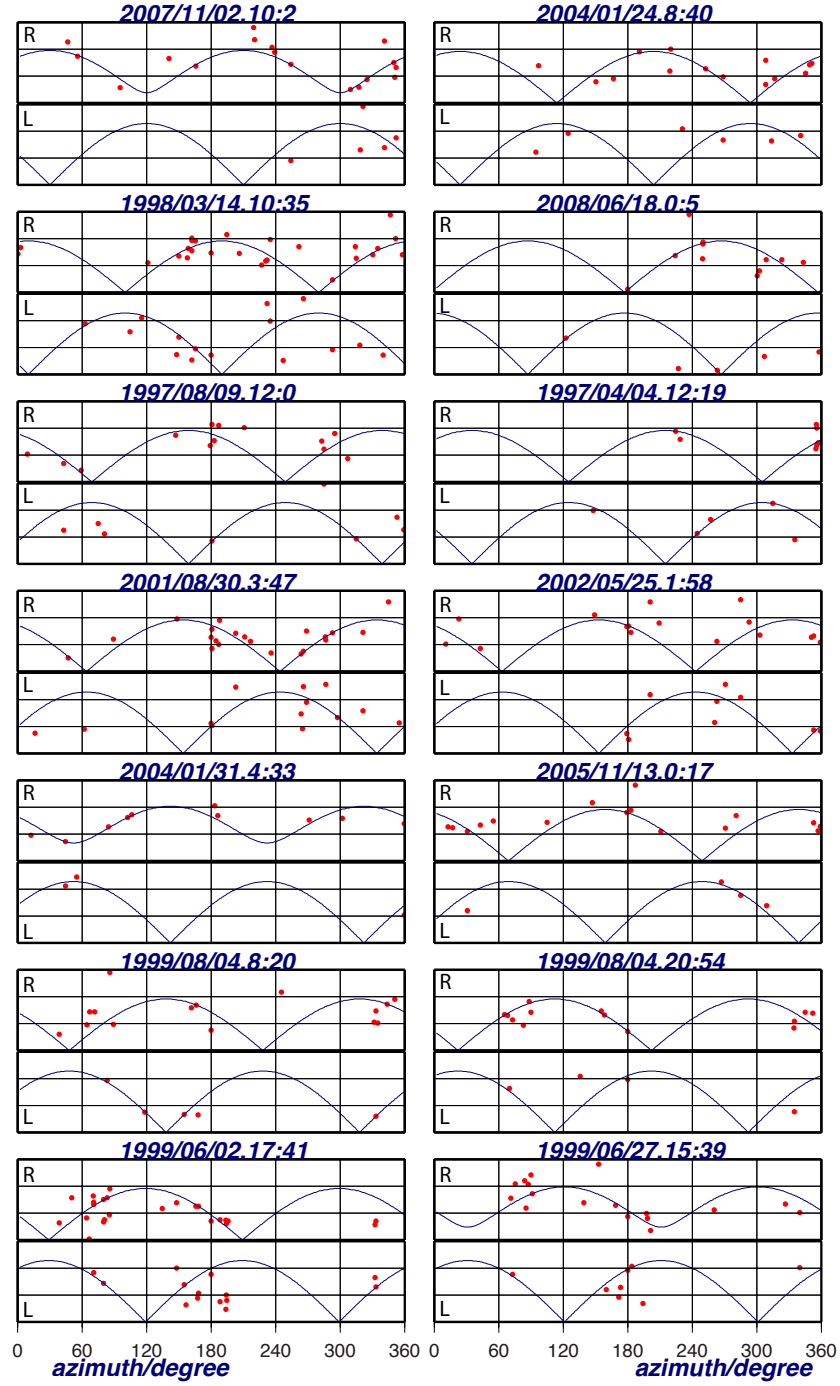 2007/11/02.10:2 2004/01/24.8:40
R R
L L
1998/03/14.10:35 2008/06/18.0:5
R R
L L
1997/08/09.12:0 1997/04/04.12:19
R R
L L
2001/08/30.3:47 2002/05/25.1:58
R R
L L
2004/01/31.4:33 2005/11/13.0:17
R R
L L
1999/08/04.8:20 1999/08/04.20:54
R R
L L
1999/06/02.17:41 1999/06/27.15:39
R R
L L
0 60 120 180 240 300 360 0 60 120 180 240 300 360
azimuth/degree azimuth/degree